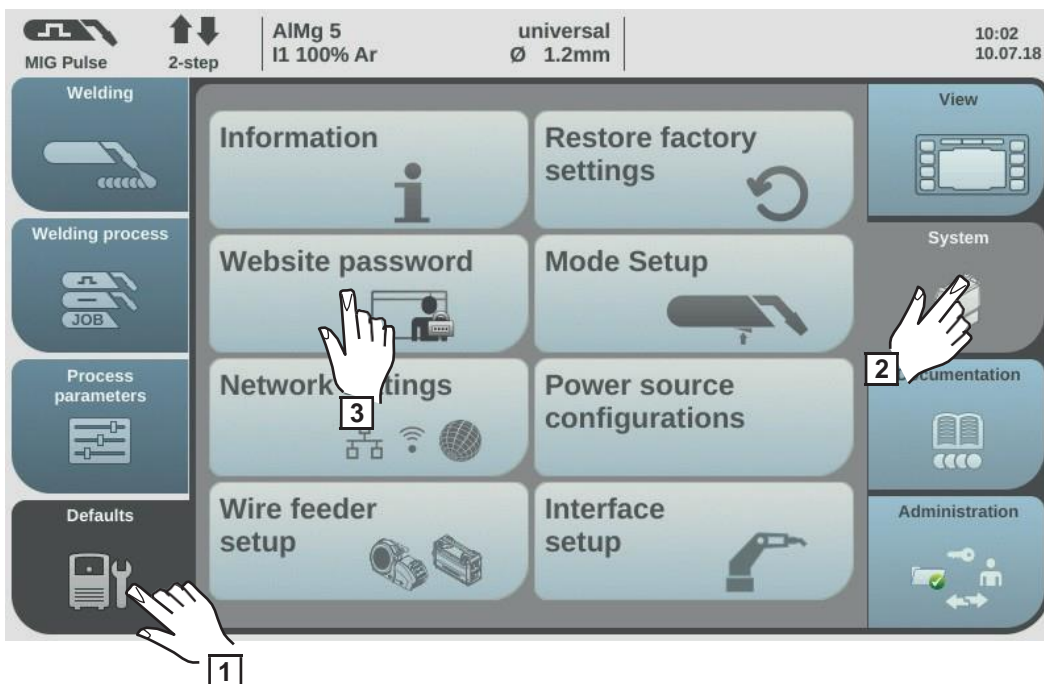 MIG Pulse
2-step
AlMg 5
I1 100% Ar
universal
Ø 1.2mm
10:02
10.07.18
Welding
Welding process
JOB
Process
parameters
Defaults
1
Information
Restore factory
settings
Website password
Mode Setup
3
Power source
configurations
Wire feeder
setup
Interface
setup
View
System
2
Administration